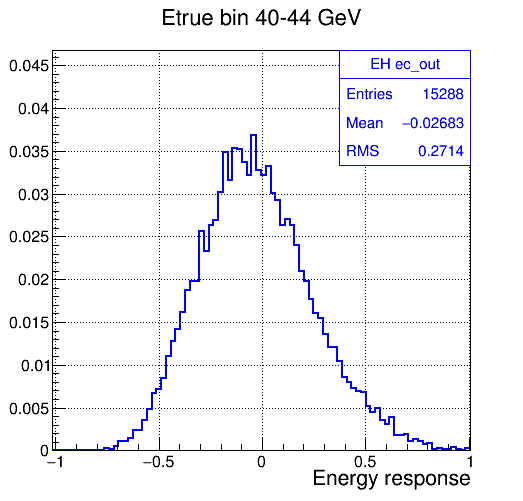 Etrue bin 40-44 GeV
EH ec_out
Entries 15288
Mean −0.02683
RMS 0.2714
0.045
0.04
0.035
0.03
0.025
0.02
0.015
0.01
0.005
0
−1 −0.5 0 0.5 1
Energy response